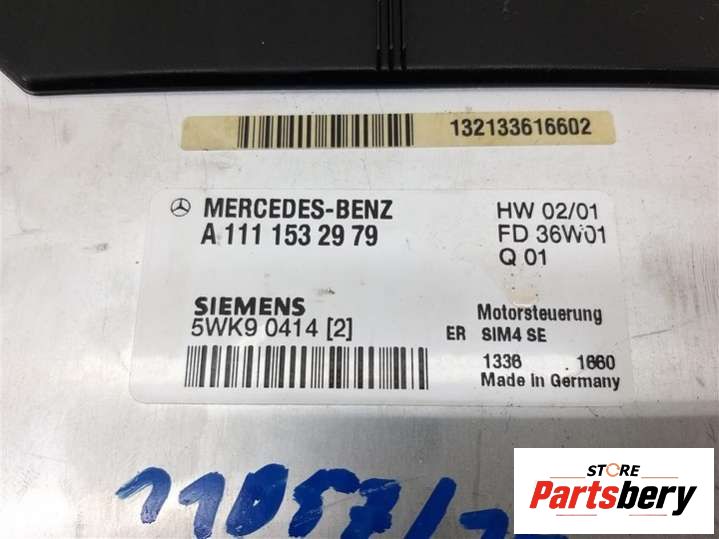 132133616602
MERCEDES-BENZ
A 111 153 29 79
HW 02/01
FD 36W01
Q 01
SIEMENS
5WK9 0414 [2]
Motorsteuerung
ER SIM4 SE
1336 1660
Made In Germany
STORE
Partsbery